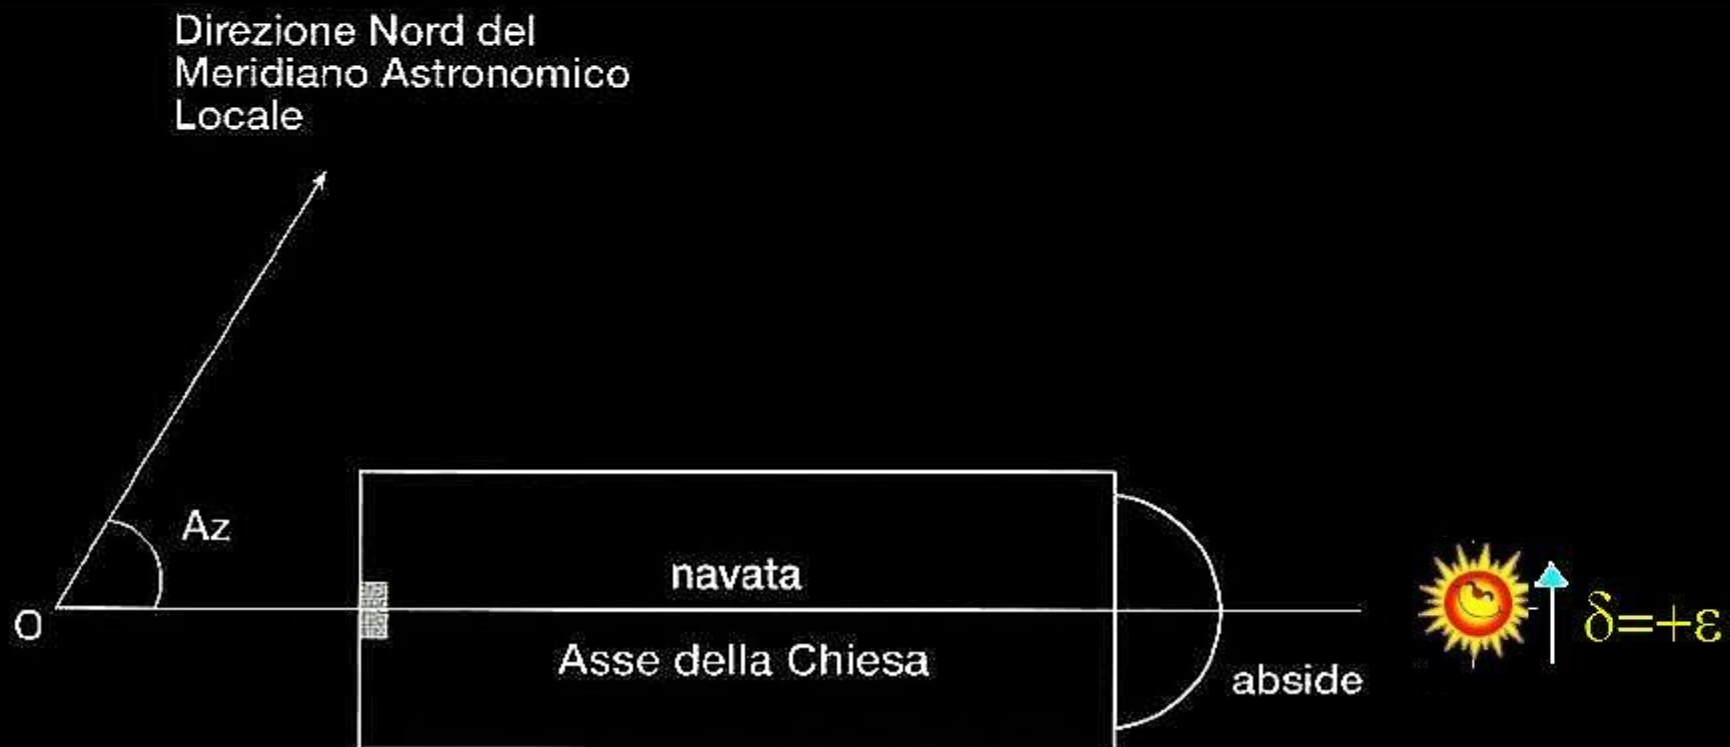 Direzione Nord del
Meridiano Astronomico
Locale
Az
navata
O
δ=+ε
Asse della Chiesa
abside